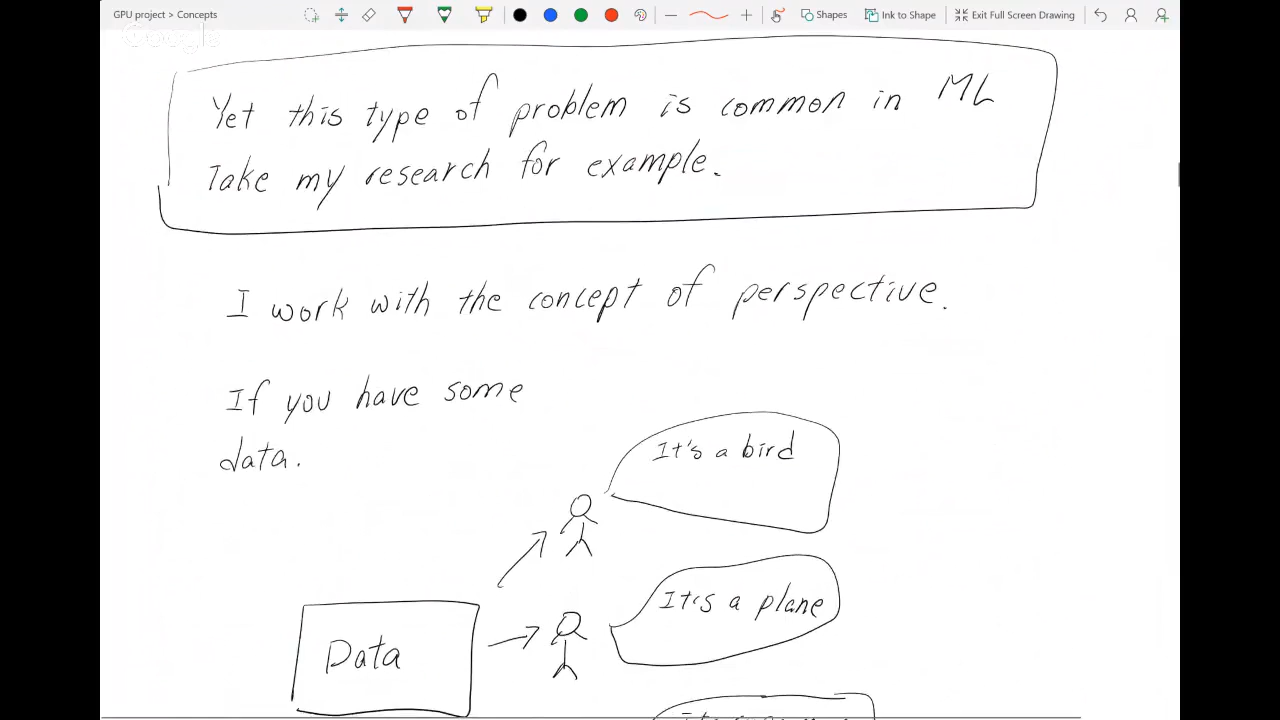 GPU project > Concepts
Shapes
Ink to Shape
Exit Full Screen Drawing
Google
Yet this type of problem is common in ML
Take my research for example.
I work with the concept of perspective.
If you have some
data.
It's a bird
It's a plane
Data